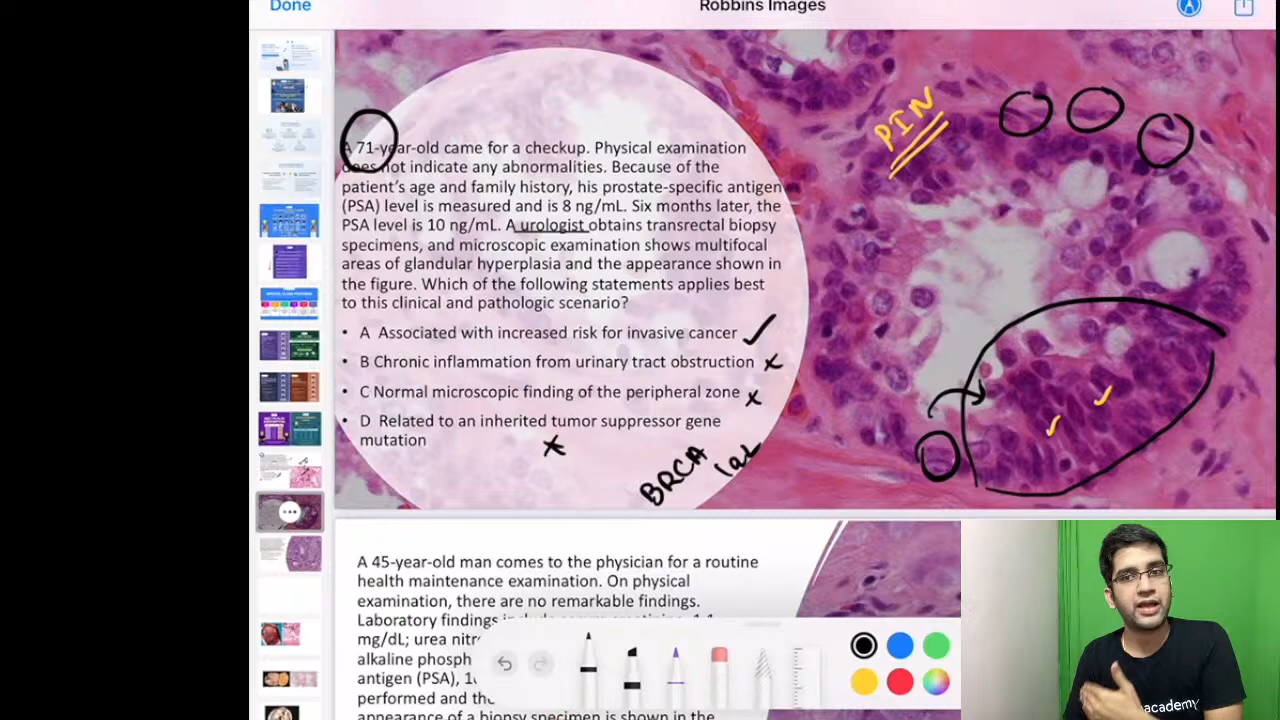 Done
Robbins Images
PIN
A 71-year-old came for a checkup. Physical examination
does not indicate any abnormalities. Because of the
patient's age and family history, his prostate-specific antigen
(PSA) level is measured and is 8 ng/mL. Six months later, the
PSA level is 10 ng/mL. A urologist obtains transrectal biopsy
specimens, and microscopic examination shows multifocal
areas of glandular hyperplasia and the appearance shown in
the figure. Which of the following statements applies best
to this clinical and pathologic scenario?
• A Associated with increased risk for invasive cancer
• B Chronic inflammation from urinary tract obstruction
• C Normal microscopic finding of the peripheral zone
• D Related to an inherited tumor suppressor gene
mutation
BRCA
A 45-year-old man comes to the physician for a routine
health maintenance examination. On physical
examination, there are no remarkable findings.
Laboratory findings
mg/dL; urea nitr
alkaline phosph
antigen (PSA), 1
performed and the
appearance of a biopsy specimen is shown in the
academy